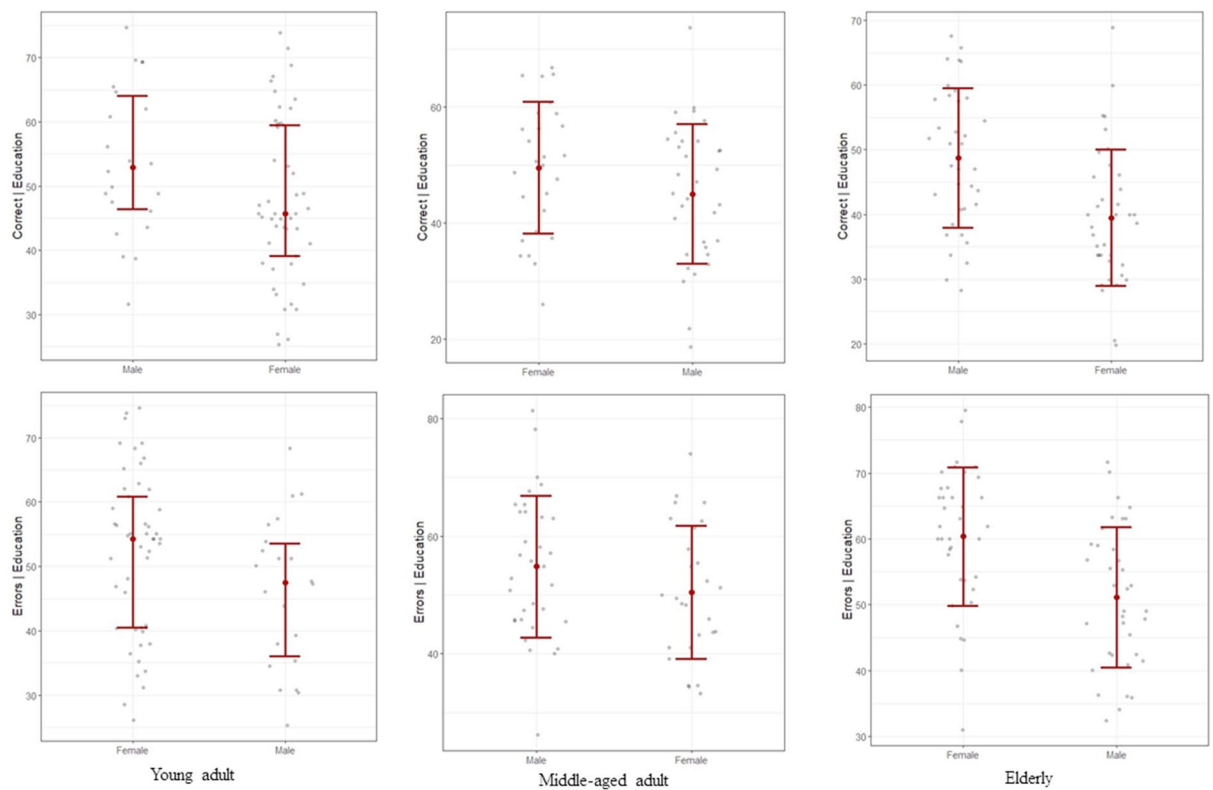 Correct | Education
70
60
50
40
30
Male
Female
Correct | Education
60
40
20
Female
Male
Correct | Education
70
60
50
40
30
20
Male
Female
Errors | Education
70
60
50
40
30
Female
Male
Young adult
Errors | Education
80
60
40
Male
Female
Middle-aged adult
Errors | Education
80
70
60
50
40
30
Female
Male
Elderly